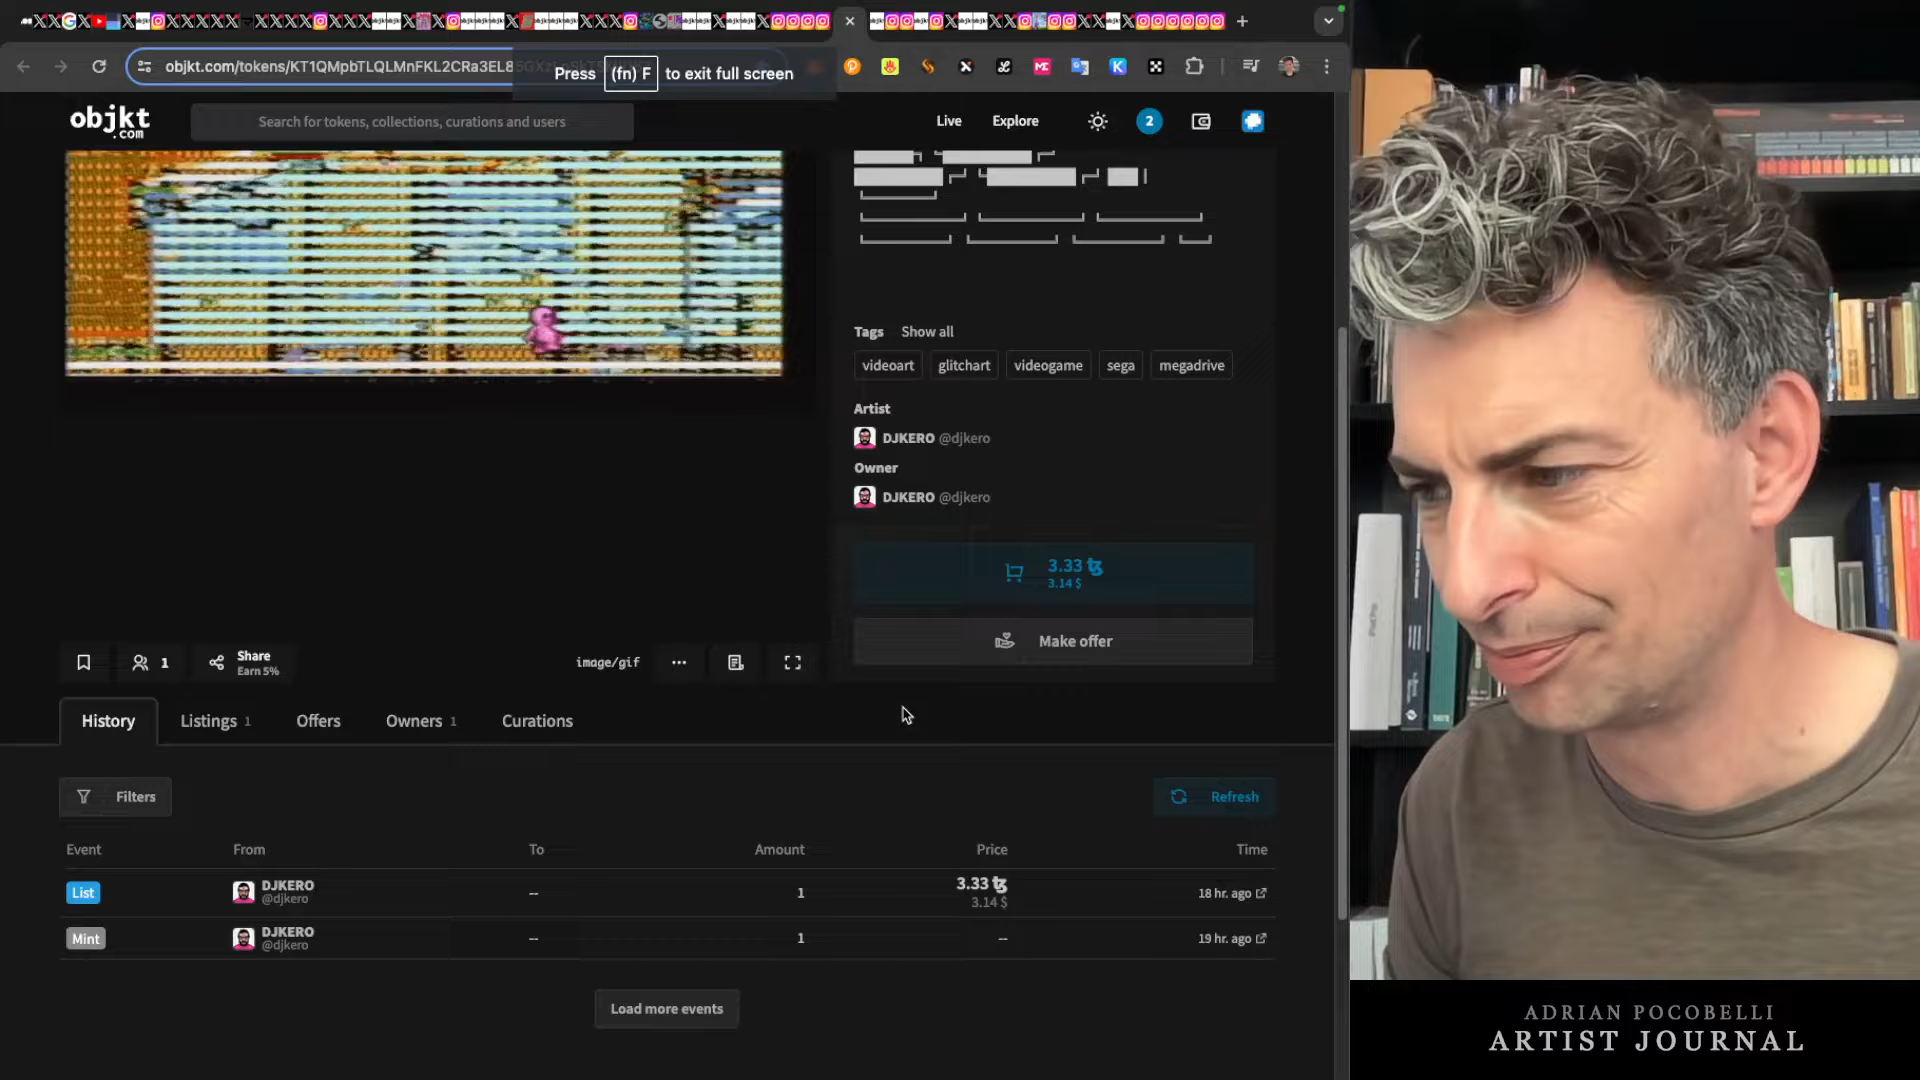 objkt.com/tokens/KT1QMpbTLQLMnFKL2CRa3EL8
Press (fn) F to exit full screen
objkt
.com
Search for tokens, collections, curations and users
Live
Explore
2
Tags Show all
videoart glitchart videogame sega megadrive
Artist
DJKERO @djkero
Owner
DJKERO @djkero
3.33 ꜩ
3.14 $
Make offer
1
Share
Earn 5%
image/gif
History Listings 1 Offers Owners 1 Curations
Filters
Refresh
Event From To Amount Price Time
List DJKERO @djkero -- 1 3.33 ꜩ 3.14 $ 18 hr. ago
Mint DJKERO @djkero -- 1 -- 19 hr. ago
Load more events
ADRIAN POCOBELLI
ARTIST JOURNAL